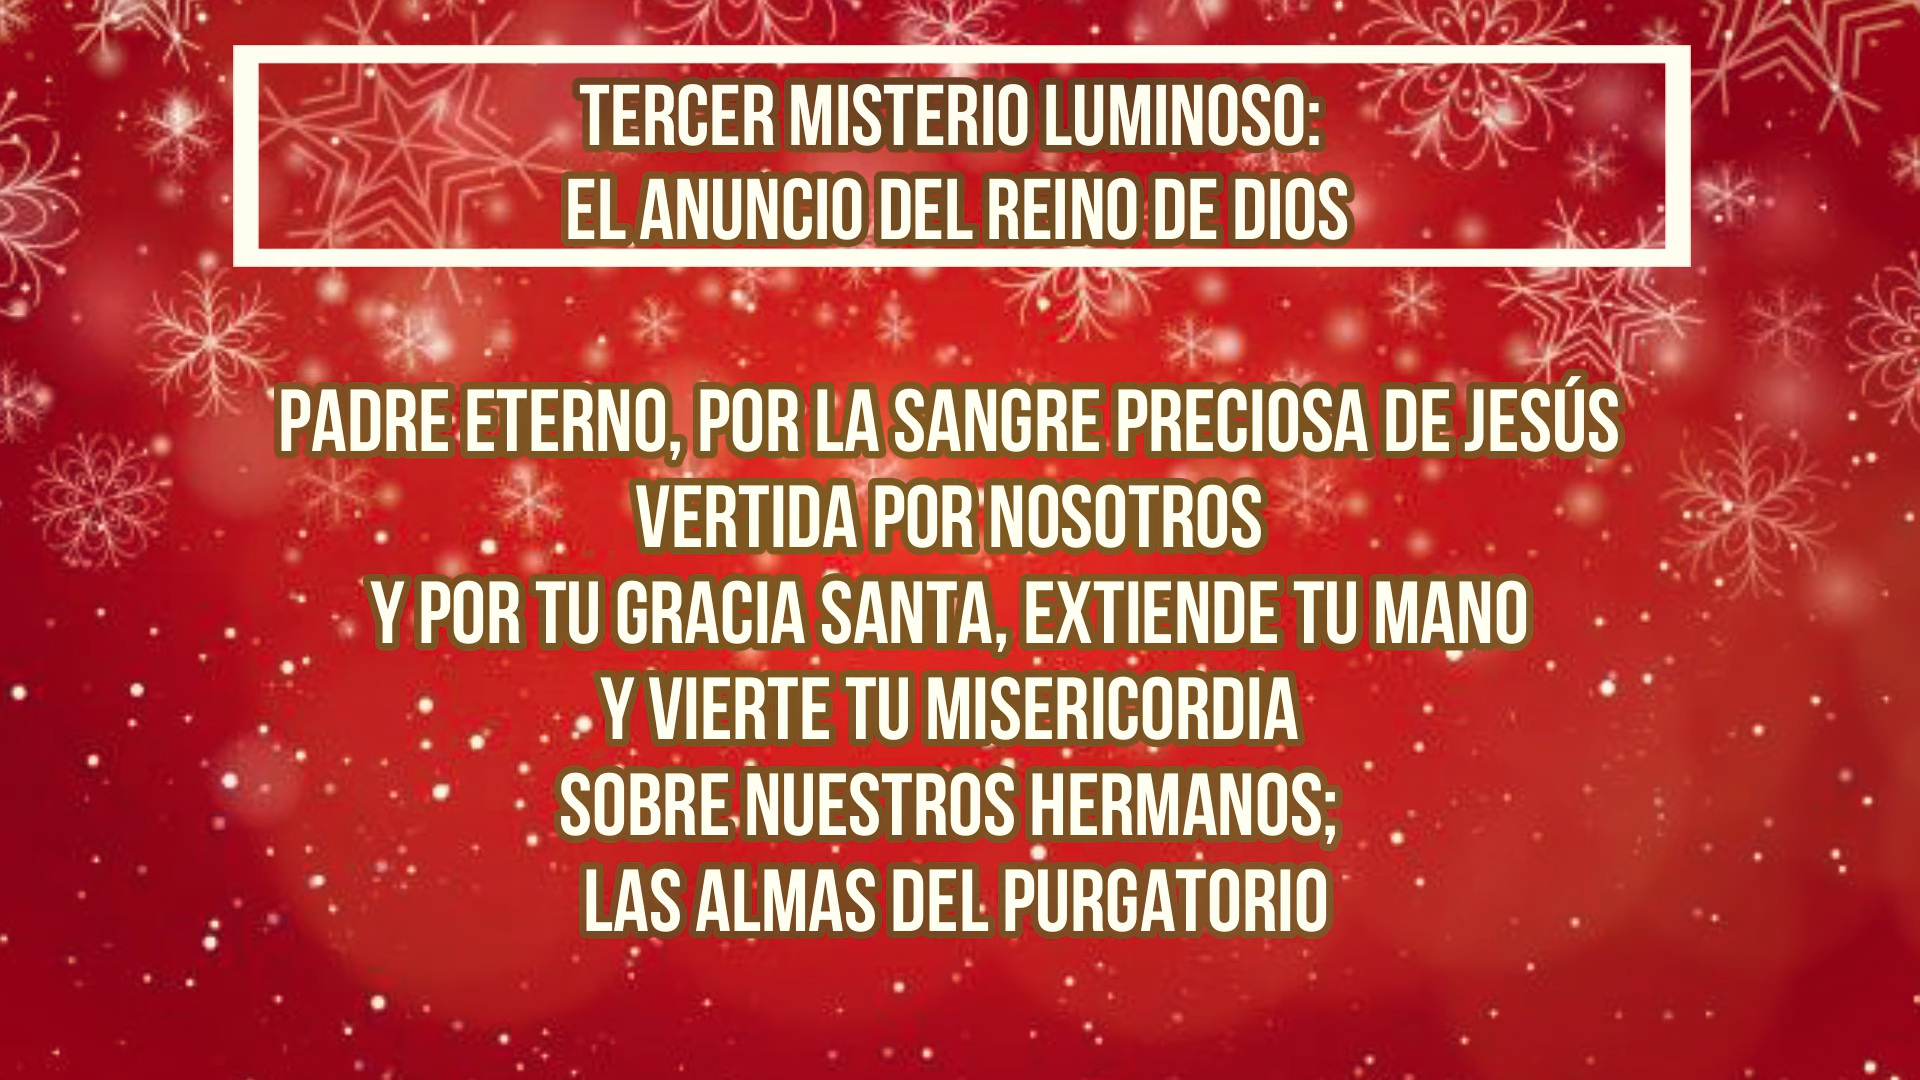 TERCER MISTERIO LUMINOSO:
EL ANUNCIO DEL REINO DE DIOS
PADRE ETERNO, POR LA SANGRE PRECIOSA DE JESÚS
VERTIDA POR NOSOTROS
Y POR TU GRACIA SANTA, EXTIENDE TU MANO
Y VIERTE TU MISERICORDIA
SOBRE NUESTROS HERMANOS;
LAS ALMAS DEL PURGATORIO